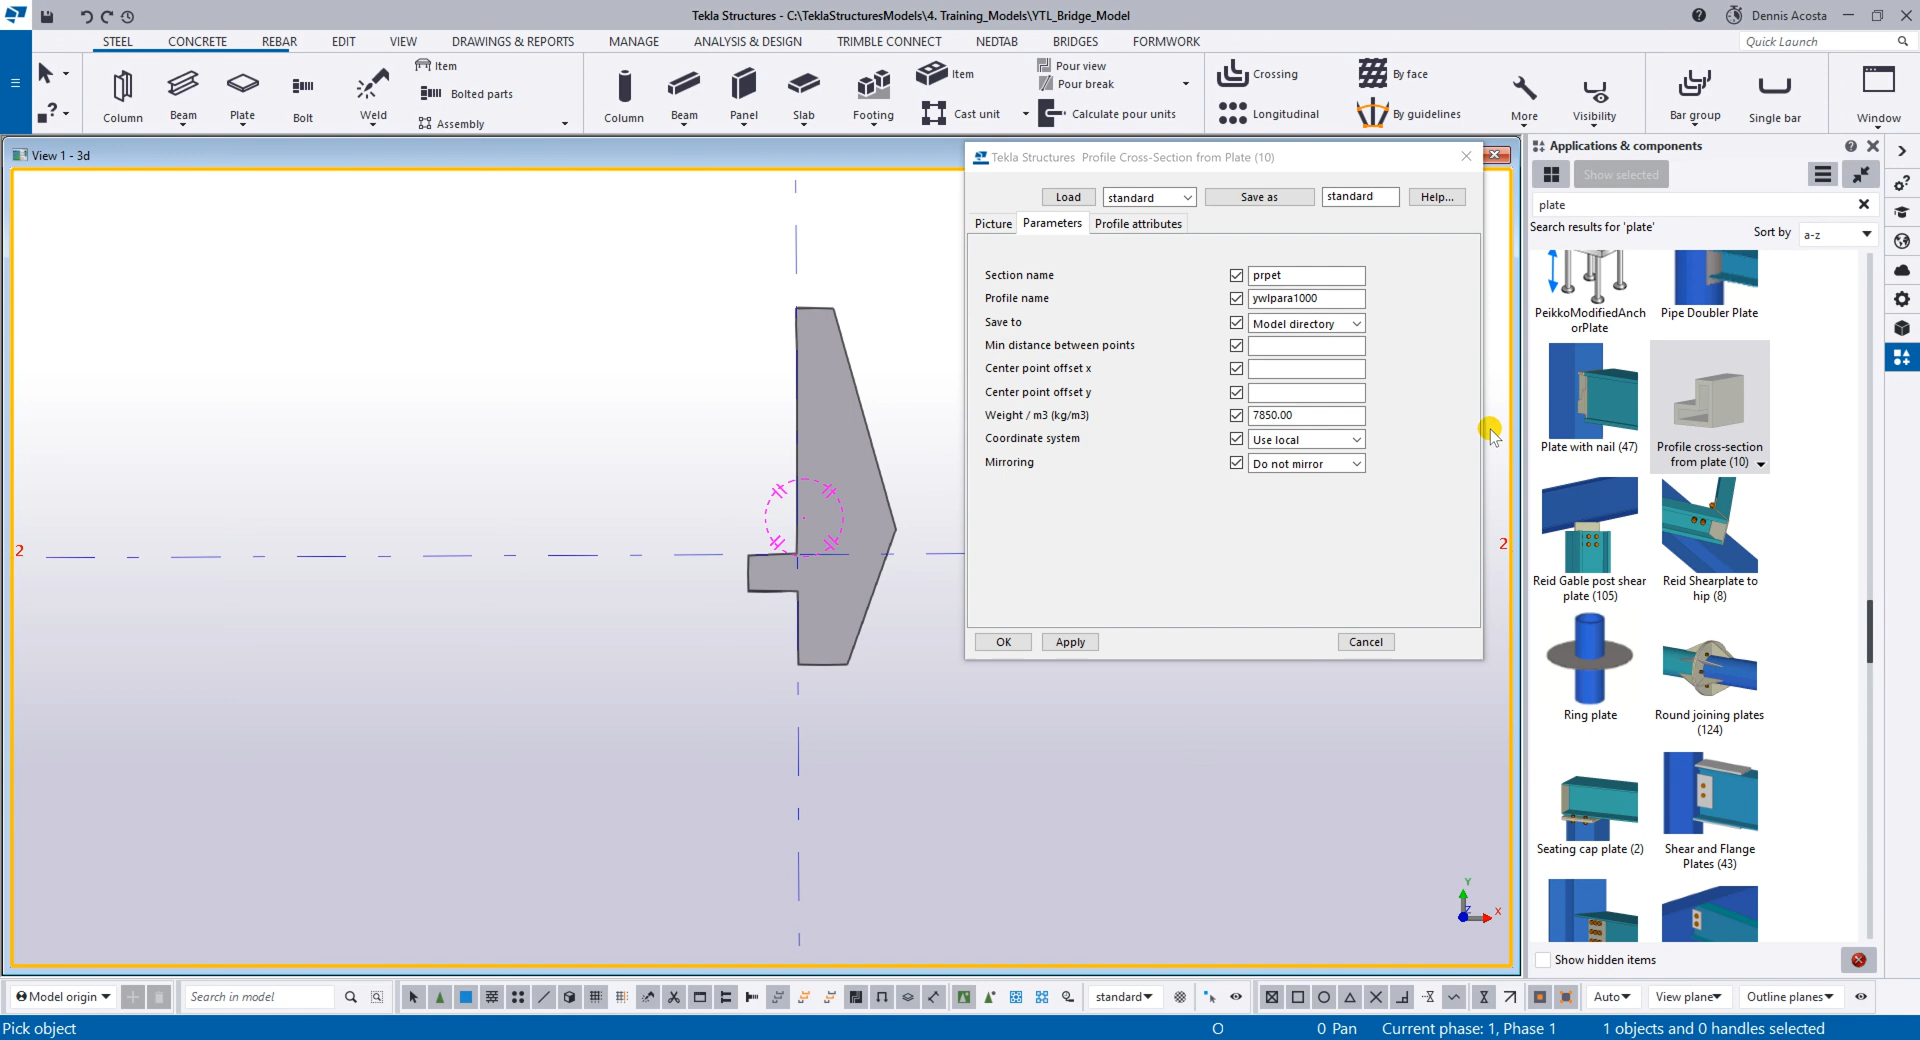 Tekla Structures - C:\TeklaStructuresModels\4. Training_Models\YTL_Bridge_Model
Dennis Acosta
STEEL CONCRETE REBAR EDIT VIEW DRAWINGS & REPORTS MANAGE ANALYSIS & DESIGN TRIMBLE CONNECT NEDTAB BRIDGES FORMWORK
Quick Launch
Column
Beam
Plate
Bolt
Weld
Item
Bolted parts
Assembly
Column
Beam
Panel
Slab
Footing
Item
Cast unit
Pour view
Pour break
Calculate pour units
Crossing
Longitudinal
By face
By guidelines
More
Visibility
Bar group
Single bar
Window
View 1 - 3d
2
2
Tekla Structures Profile Cross-Section from Plate (10)
Load
standard
Save as
standard
Help...
Picture Parameters Profile attributes
Section name prpet
Profile name ywlpara1000
Save to Model directory
Min distance between points
Center point offset x
Center point offset y
Weight / m3 (kg/m3) 7850.00
Coordinate system Use local
Mirroring Do not mirror
OK
Apply
Cancel
Y
Z
X
Applications & components
Show selected
plate
Search results for 'plate'
Sort by a-z
PeikkoModifiedAnch
orPlate
Pipe Doubler Plate
Plate with nail (47)
Profile cross-section
from plate (10)
Reid Gable post shear
plate (105)
Reid Shearplate to
hip (8)
Ring plate
Round joining plates
(124)
Seating cap plate (2)
Shear and Flange
Plates (43)
Show hidden items
Model origin
Search in model
standard
Auto
View plane
Outline planes
Pick object
O
0 Pan
Current phase: 1, Phase 1
1 objects and 0 handles selected